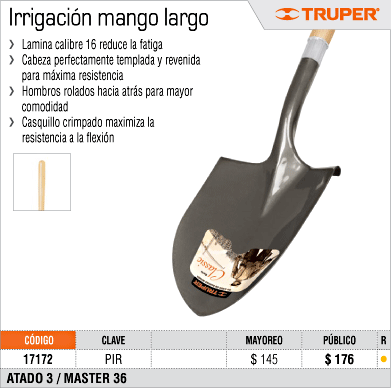 Irrigación mango largo
TRUPER®
❯ Lamina calibre 16 reduce la fatiga
❯ Cabeza perfectamente templada y revenida
para máxima resistencia
❯ Hombros rolados hacia atrás para mayor
comodidad
❯ Casquillo crimpado maximiza la
resistencia a la flexión
Classic
TRUPER
CÓDIGO CLAVE MAYOREO PÚBLICO R
17172 PIR $ 145 $ 176
ATADO 3 / MASTER 36